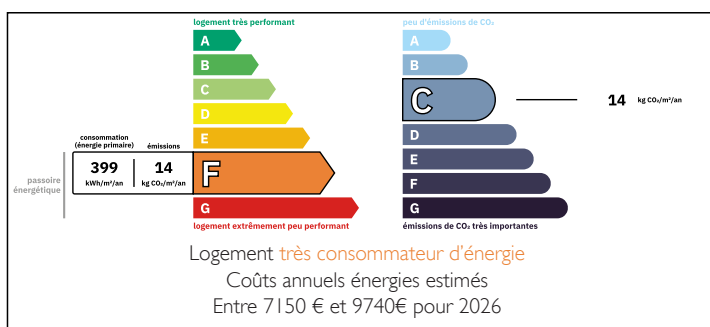 logement très performant
A
B
C
D
E
consommation
(énergie primaire)
émissions
399
14
kWh/m²/an
kg CO₂/m²/an
F
passoire
énergétique
G
logement extrêmement peu performant
peu d'émissions de CO₂
A
B
C
14
kg CO₂/m²/an
D
E
F
G
émissions de CO₂ très importantes
Logement très consommateur d'énergie
Coûts annuels énergies estimés
Entre 7150 € et 9740€ pour 2026